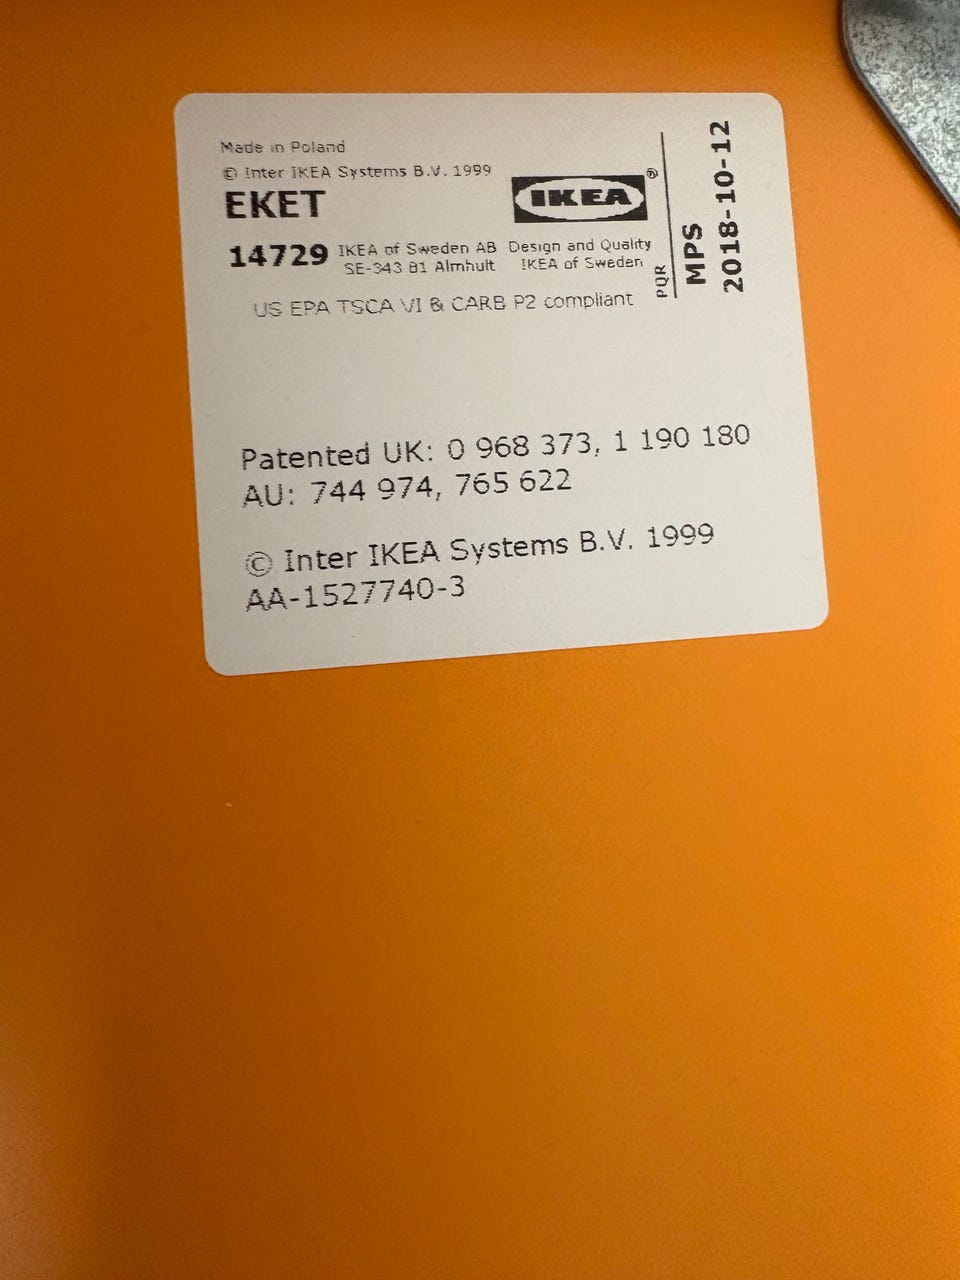 Made in Poland
© Inter IKEA Systems B.V. 1999
EKET
IKEA®
14729
IKEA of Sweden AB
SE-343 81 Älmhult
Design and Quality
IKEA of Sweden
PQR
MPS
2018-10-12
US EPA TSCA VI & CARB P2 compliant
Patented UK: 0 968 373, 1 190 180
AU: 744 974, 765 622
© Inter IKEA Systems B.V. 1999
AA-1527740-3